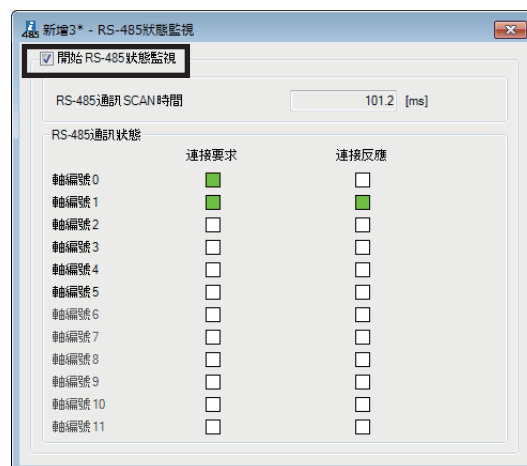 485 新增3* - RS-485狀態監視
開始 RS-485狀態監視
RS-485通訊 SCAN時間 101.2 [ms]
RS-485通訊狀態
連接要求 連接反應
軸編號 0
軸編號 1
軸編號 2
軸編號 3
軸編號 4
軸編號 5
軸編號 6
軸編號 7
軸編號 8
軸編號 9
軸編號 10
軸編號 11